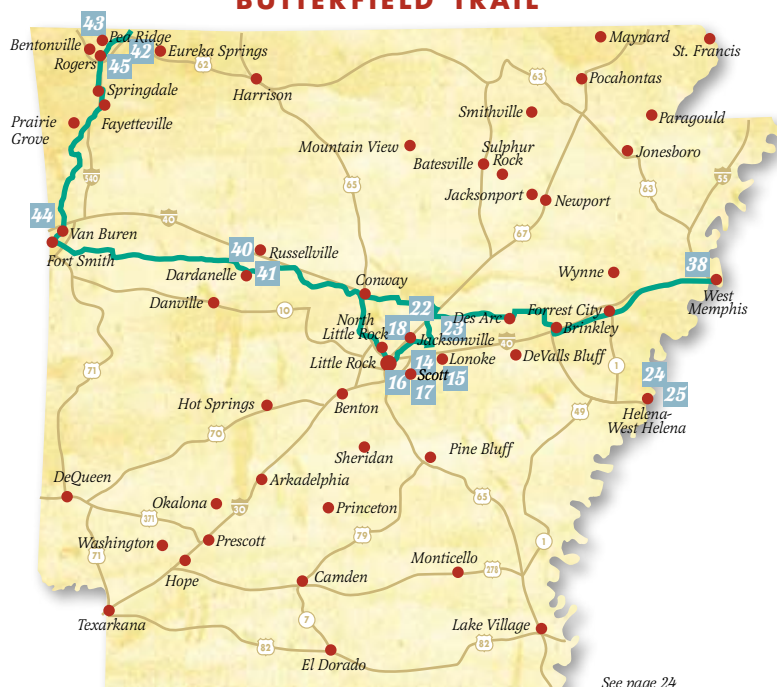 BUTTERFIELD TRAIL
43
Pea Ridge
Maynard
St. Francis
Bentonville
42
Eureka Springs
Rogers
45
62
63
Pocahontas
Harrison
Springdale
Smithville
Paragould
Prairie
Grove
Fayetteville
Mountain View
Sulphur
Rock
Batesville
Jonesboro
540
65
63
55
Jacksonport
Newport
44
40
67
Van Buren
Fort Smith
40
Russellville
41
Dardanelle
Wynne
38
Conway
West
Memphis
Danville
10
22
North
Little Rock
18
Jacksonville
23
Des Arc
Forrest City
Brinkley
40
Little Rock
14
Lonoke
DeValls Bluff
1
71
16
Scott
17
15
24
25
Hot Springs
Benton
49
Helena-
West Helena
70
Sheridan
Pine Bluff
DeQueen
Arkadelphia
65
Okalona
30
Princeton
371
79
1
Washington
71
Prescott
Hope
Monticello
278
Camden
Texarkana
7
Lake Village
82
82
El Dorado
See page 24